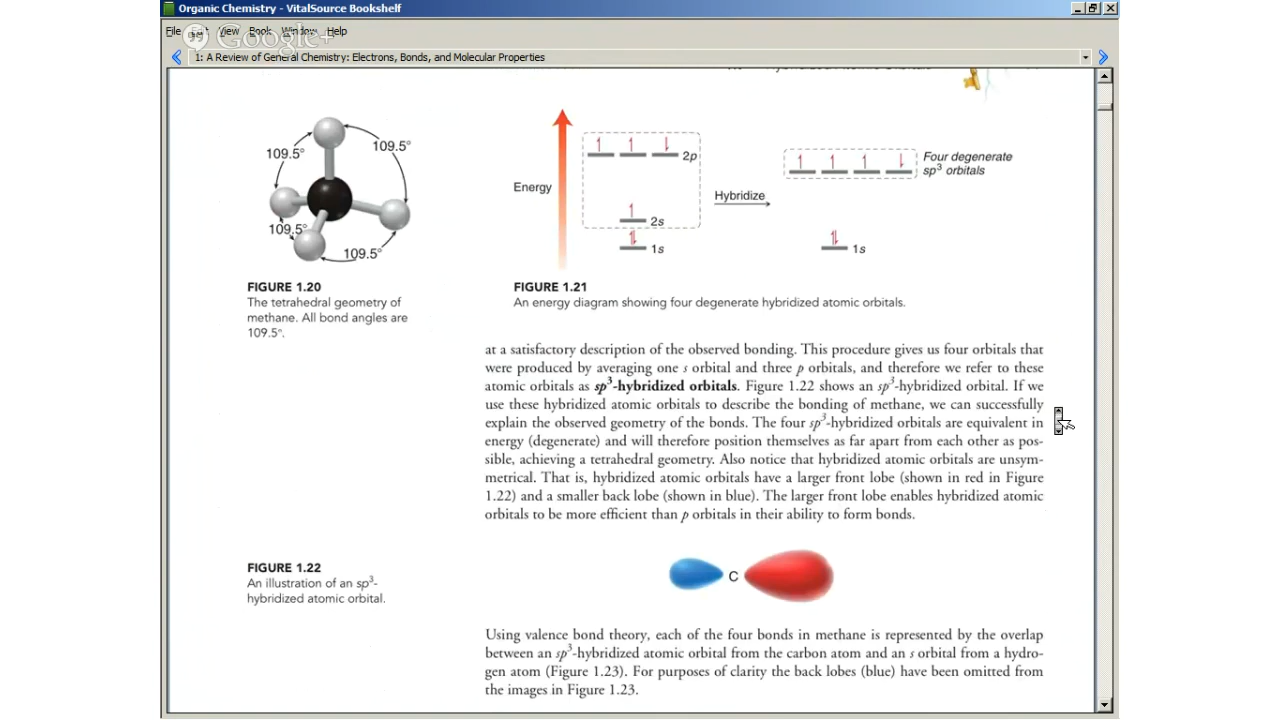 Organic Chemistry - VitalSource Bookshelf
File View Book Window Help
Google+
1: A Review of General Chemistry: Electrons, Bonds, and Molecular Properties
109.5°
109.5°
109.5°
109.5°
FIGURE 1.20
The tetrahedral geometry of
methane. All bond angles are
109.5°.
Energy
2p
2s
1s
Hybridize
Four degenerate
sp³ orbitals
1s
FIGURE 1.21
An energy diagram showing four degenerate hybridized atomic orbitals.
at a satisfactory description of the observed bonding. This procedure gives us four orbitals that
were produced by averaging one s orbital and three p orbitals, and therefore we refer to these
atomic orbitals as sp³-hybridized orbitals. Figure 1.22 shows an sp³-hybridized orbital. If we
use these hybridized atomic orbitals to describe the bonding of methane, we can successfully
explain the observed geometry of the bonds. The four sp³-hybridized orbitals are equivalent in
energy (degenerate) and will therefore position themselves as far apart from each other as pos-
sible, achieving a tetrahedral geometry. Also notice that hybridized atomic orbitals are unsym-
metrical. That is, hybridized atomic orbitals have a larger front lobe (shown in red in Figure
1.22) and a smaller back lobe (shown in blue). The larger front lobe enables hybridized atomic
orbitals to be more efficient than p orbitals in their ability to form bonds.
FIGURE 1.22
An illustration of an sp³-
hybridized atomic orbital.
C
Using valence bond theory, each of the four bonds in methane is represented by the overlap
between an sp³-hybridized atomic orbital from the carbon atom and an s orbital from a hydro-
gen atom (Figure 1.23). For purposes of clarity the back lobes (blue) have been omitted from
the images in Figure 1.23.